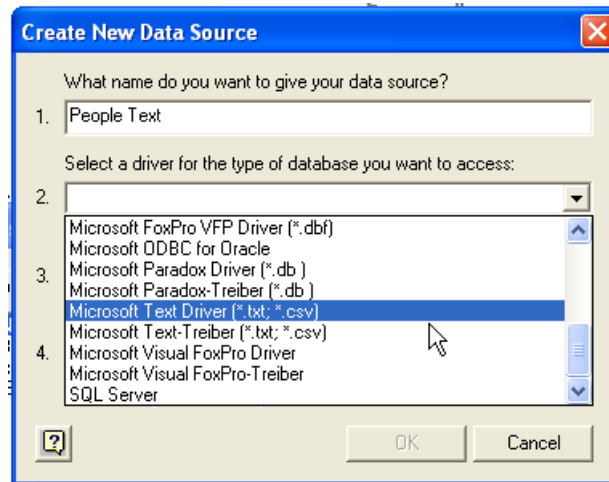 Create New Data Source
What name do you want to give your data source?
1. People Text
Select a driver for the type of database you want to access:
2.
Microsoft FoxPro VFP Driver (*.dbf)
Microsoft ODBC for Oracle
Microsoft Paradox Driver (*.db )
3.
Microsoft Paradox-Treiber (*.db )
Microsoft Text Driver (*.txt; *.csv)
Microsoft Text-Treiber (*.txt; *.csv)
4.
Microsoft Visual FoxPro Driver
Microsoft Visual FoxPro-Treiber
SQL Server
?
OK Cancel